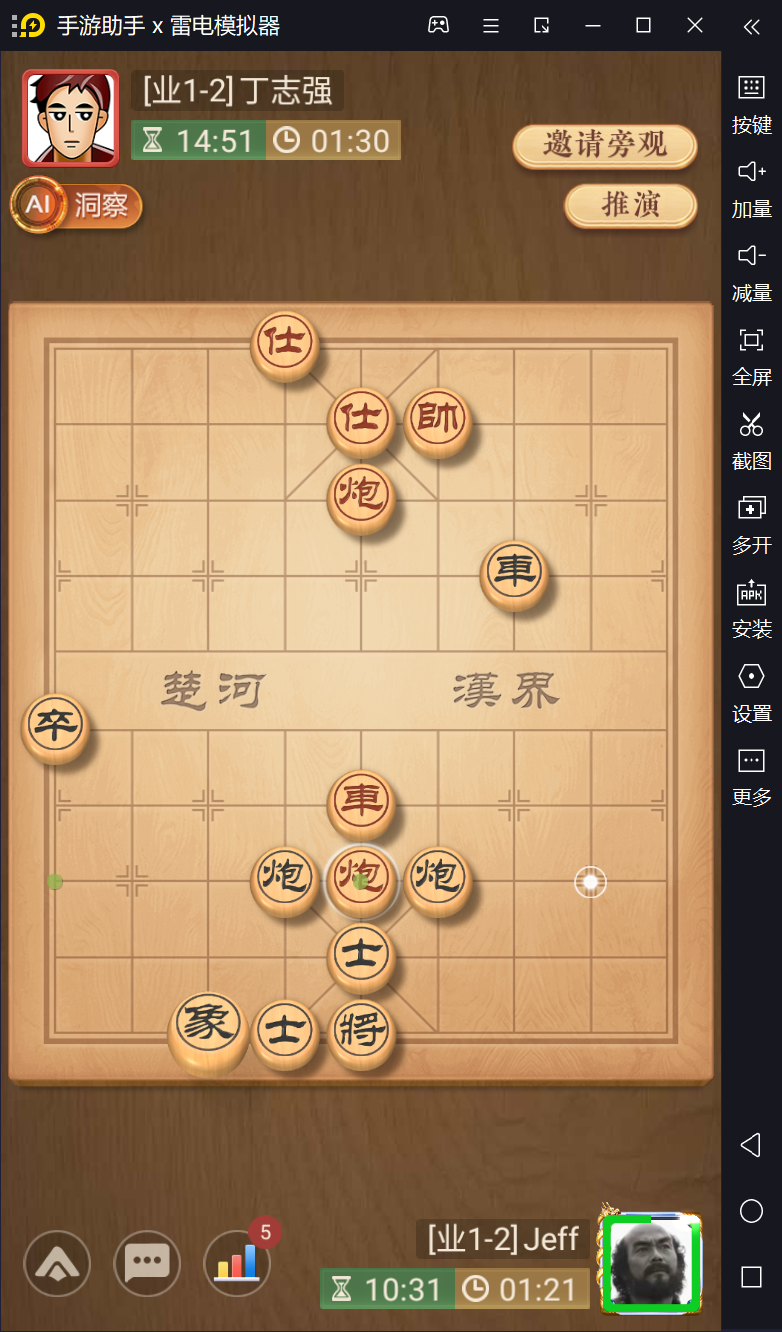 手游助手 x 雷电模拟器
[业1-2]丁志强
14:51 01:30
邀请旁观
AI 洞察
推演
仕
仕 帥
炮
車
楚河 漢界
卒
車
炮 炮 炮
士
象 士 將
5
[业1-2]Jeff
10:31 01:21
按键
加量
减量
全屏
截图
多开
APK
安装
设置
更多